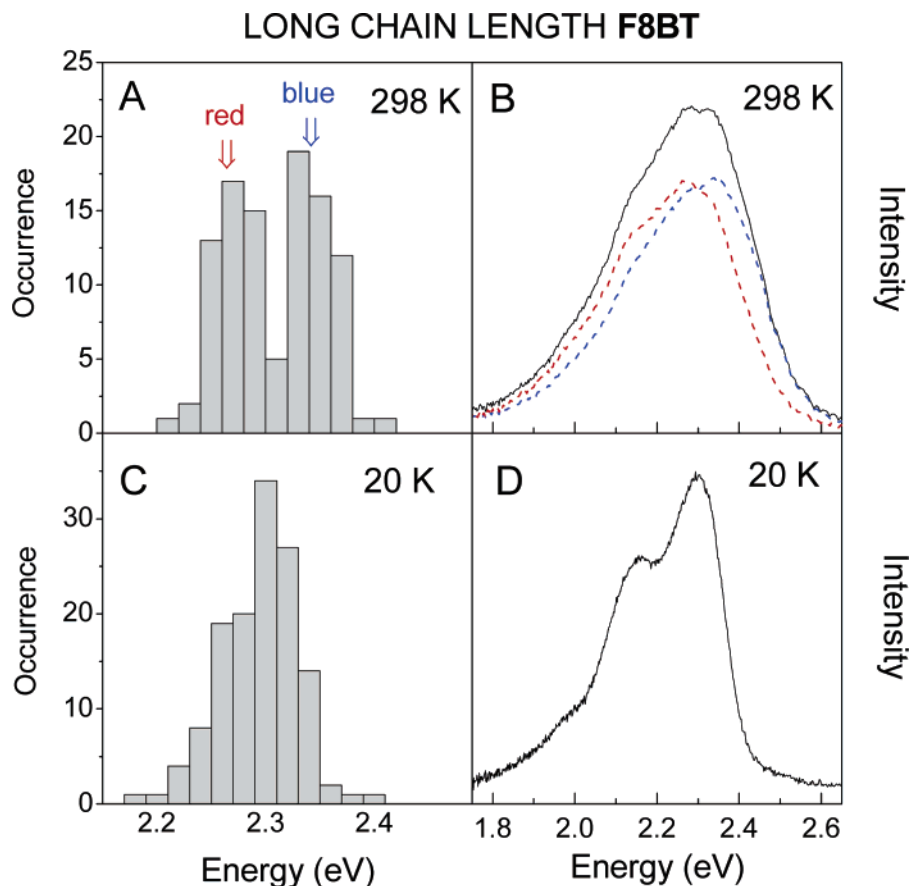 LONG CHAIN LENGTH F8BT
25
20
15
10
5
0
Occurrence
A
red
blue
298 K
B
298 K
Intensity
30
20
10
0
Occurrence
C
20 K
D
20 K
Intensity
2.2
2.3
2.4
Energy (eV)
1.8
2.0
2.2
2.4
2.6
Energy (eV)